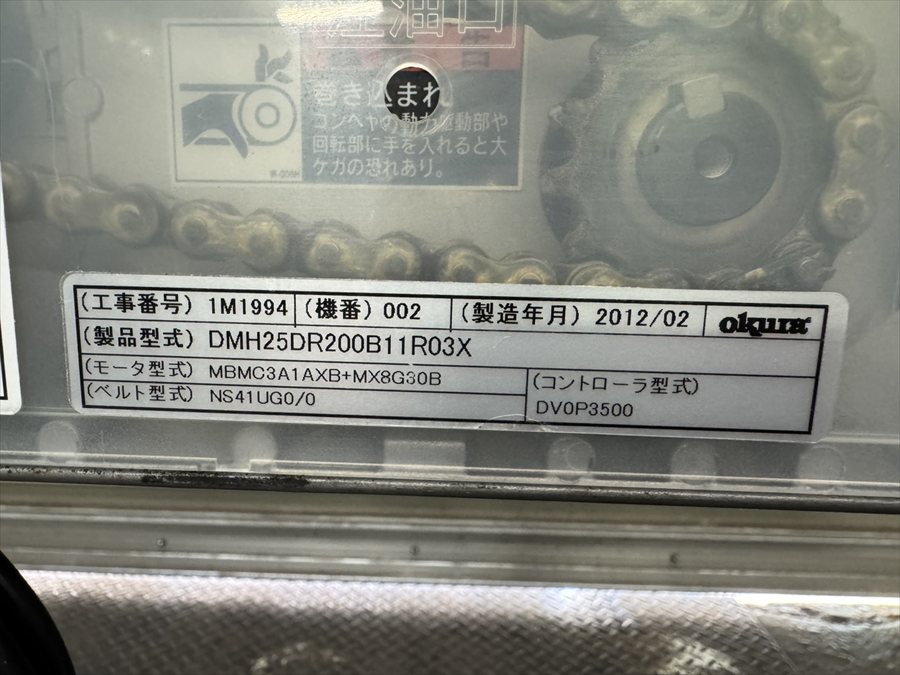 注油口
巻き込まれ
コンベヤの動力駆動部や
回転部に手を入れると大
ケガの恐れあり。
(工事番号) 1M1994 (機番) 002 (製造年月) 2012/02 okura
(製品型式) DMH25DR200B11R03X
(モータ型式) MBMC3A1AXB+MX8G30B
(コントローラ型式)
(ベルト型式) NS41UG0/0
DV0P3500